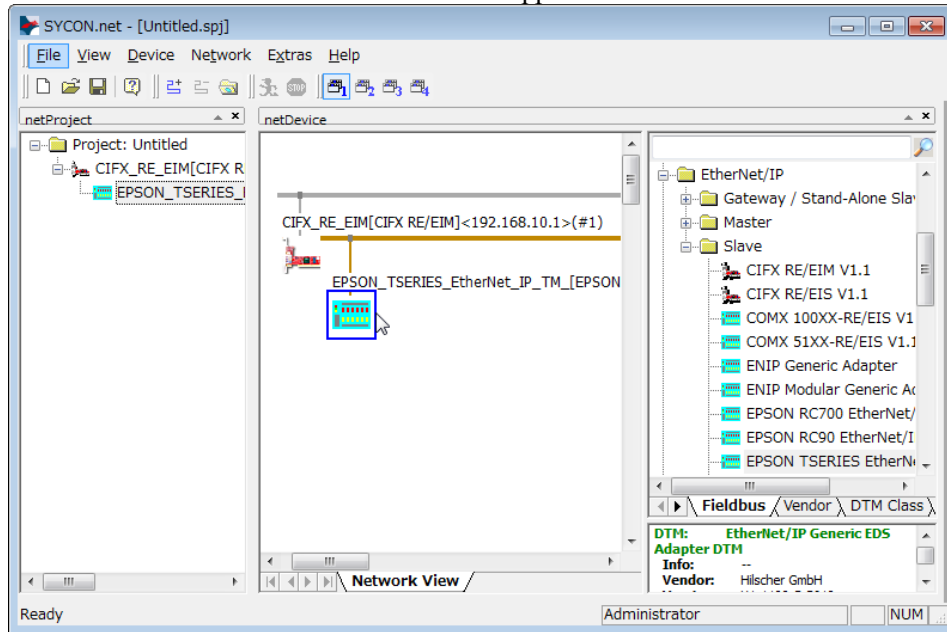 SYCON.net - [Untitled.spj]
File View Device Network Extras Help
netProject
netDevice
Project: Untitled
CIFX_RE_EIM[CIFX R
EPSON_TSERIES_
CIFX_RE_EIM[CIFX RE/EIM]<192.168.10.1>(#1)
EPSON_TSERIES_EtherNet_IP_TM_[EPSON
EtherNet/IP
Gateway / Stand-Alone Slav
Master
Slave
CIFX RE/EIM V1.1
CIFX RE/EIS V1.1
COMX 100XX-RE/EIS V1
COMX 51XX-RE/EIS V1.1
ENIP Generic Adapter
ENIP Modular Generic Ad
EPSON RC700 EtherNet/
EPSON RC90 EtherNet/I
EPSON TSERIES EtherNe
Fieldbus Vendor DTM Class
DTM: EtherNet/IP Generic EDS
Adapter DTM
Info: --
Vendor: Hilscher GmbH
Network View
Ready
Administrator
NUM